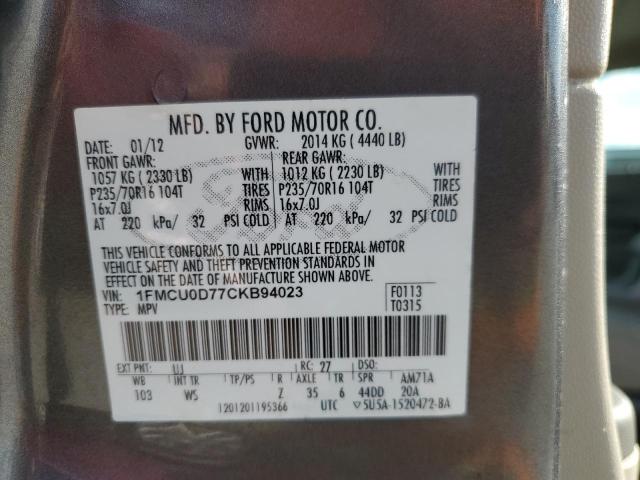 MFD. BY FORD MOTOR CO.
DATE: 01/12 GVWR: 2014 KG ( 4440 LB)
FRONT GAWR: REAR GAWR:
1057 KG ( 2330 LB) WITH 1012 KG ( 2230 LB) WITH
P235/70R16 104T TIRES P235/70R16 104T TIRES
16x7.0J RIMS 16x7.0J RIMS
AT 220 kPa/ 32 PSI COLD AT 220 kPa/ 32 PSI COLD
Ford
THIS VEHICLE CONFORMS TO ALL APPLICABLE FEDERAL MOTOR
VEHICLE SAFETY AND THEFT PREVENTION STANDARDS IN
EFFECT ON THE DATE OF MANUFACTURE SHOWN ABOVE.
VIN: 1FMCU0D77CKB94023 F0113
TYPE: MPV T0315
EXT PNT: UJ RC: 27 DSO:
WB INT TR TP/PS R AXLE TR SPR AM71A
103 WS Z 35 6 44DD 20A
1201201195366 UTC 5U5A-1520472-BA